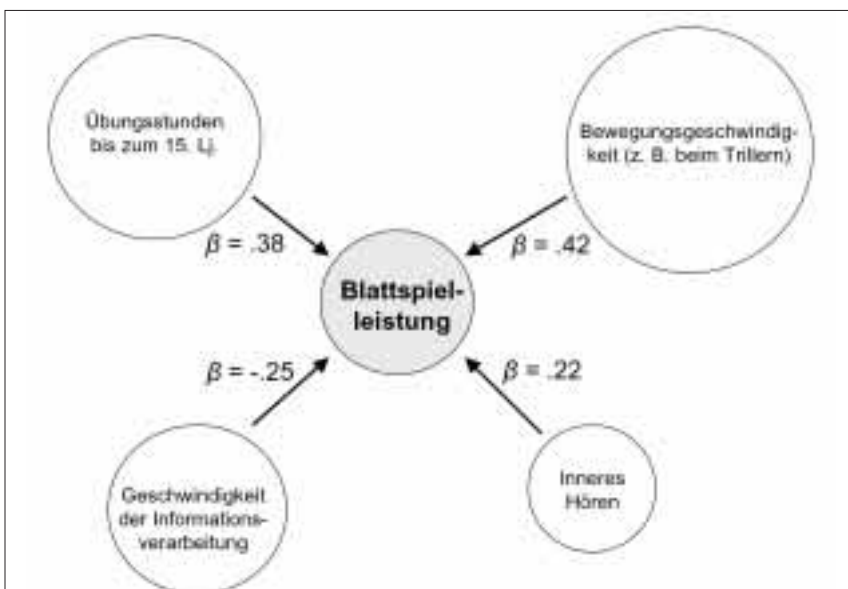 Übungsstunden
bis zum 15. Lj.
Bewegungsgeschwindig-
keit (z. B. beim Trillern)
β = .38
β = .42
Blattspiel-
leistung
β = -.25
β = .22
Geschwindigkeit
der Informations-
verarbeitung
Inneres
Hören